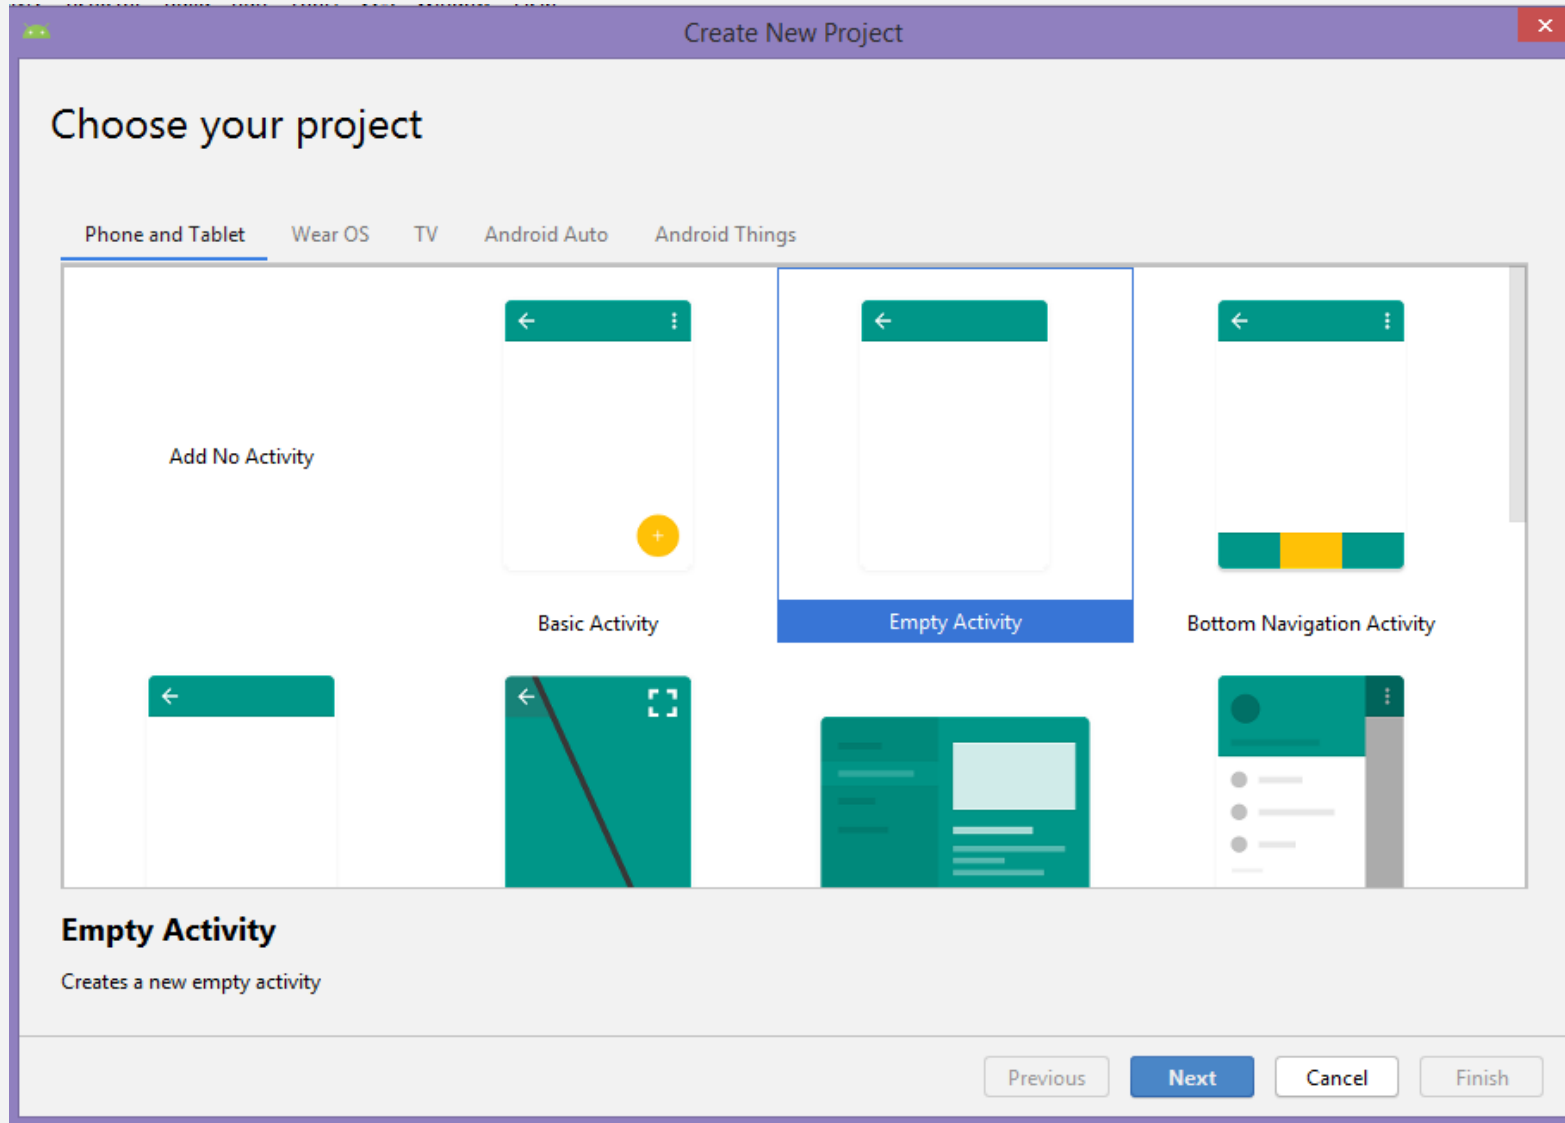 Create New Project
Choose your project
Phone and Tablet Wear OS TV Android Auto Android Things
Add No Activity
Basic Activity
Empty Activity
Bottom Navigation Activity
Empty Activity
Creates a new empty activity
Previous Next Cancel Finish